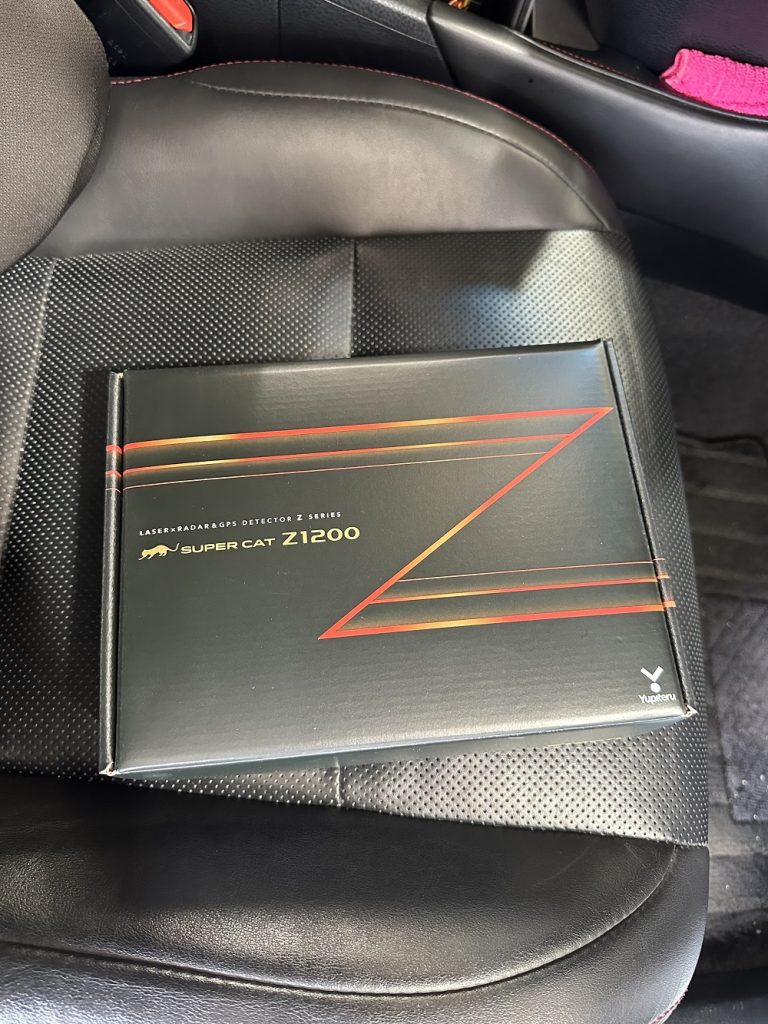 LASER×RADAR&GPS DETECTOR Z SERIES
SUPER CAT Z1200
Yupiteru